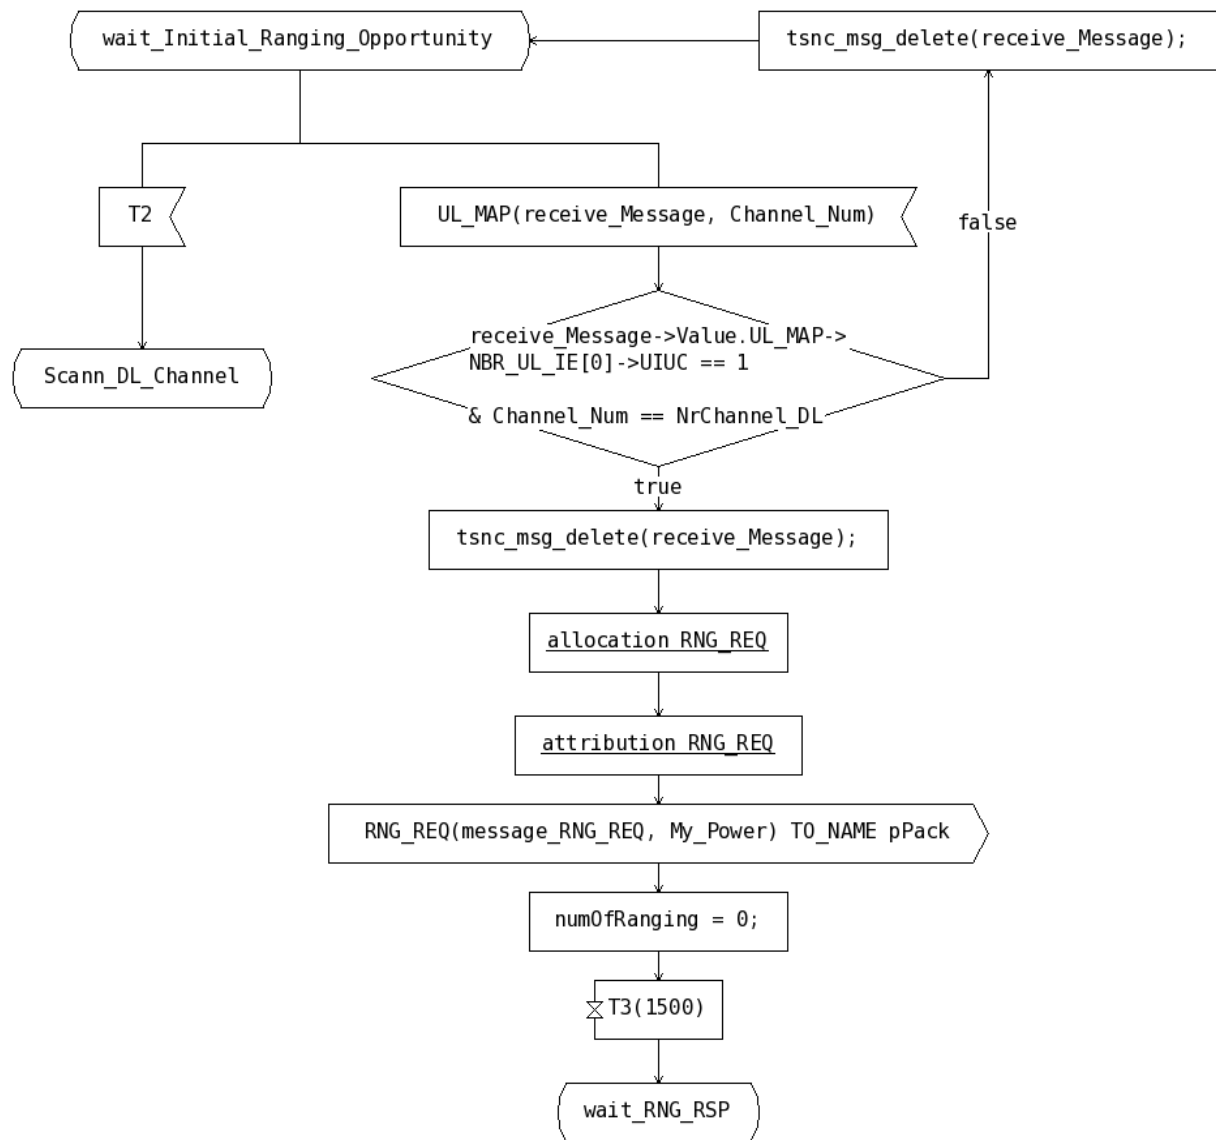 wait_Initial_Ranging_Opportunity
tsnc_msg_delete(receive_Message);
T2
UL_MAP(receive_Message, Channel_Num)
false
receive_Message->Value.UL_MAP->
NBR_UL_IE[0]->UIUC == 1
Scann_DL_Channel
& Channel_Num == NrChannel_DL
true
tsnc_msg_delete(receive_Message);
allocation RNG_REQ
attribution RNG_REQ
RNG_REQ(message_RNG_REQ, My_Power) TO_NAME pPack
numOfRanging = 0;
T3(1500)
wait_RNG_RSP